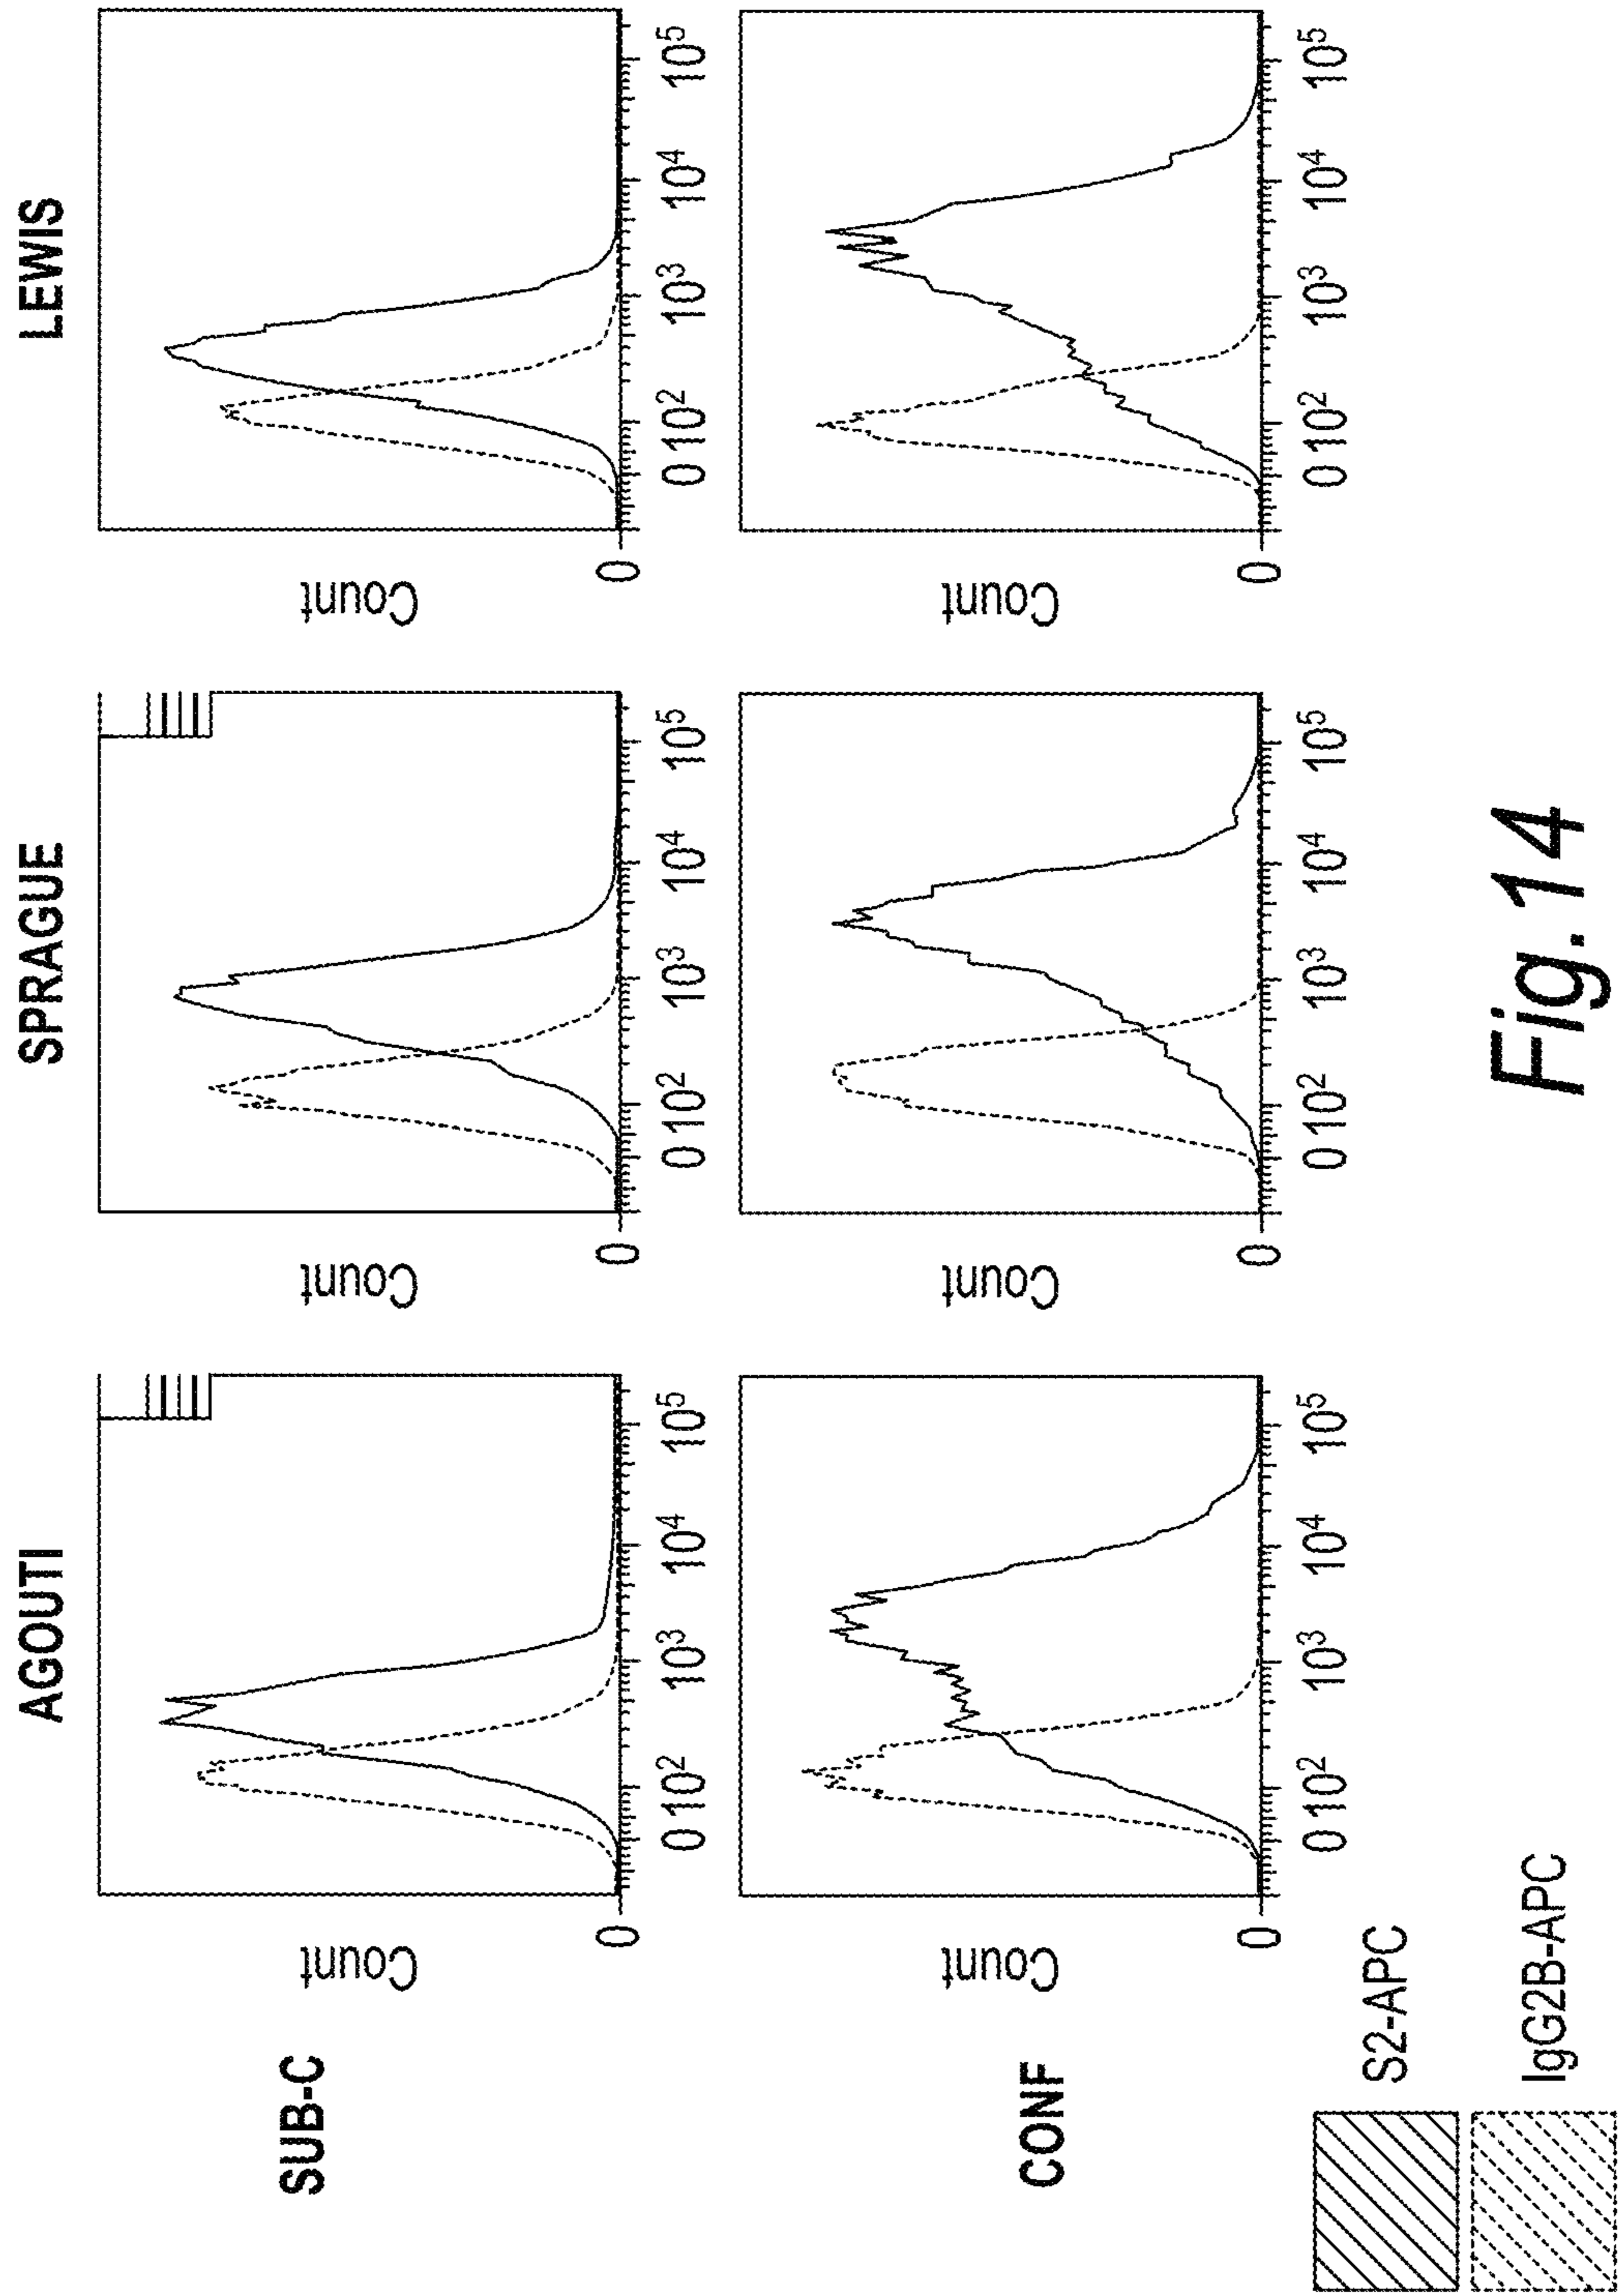 AGOUTI
SPRAGUE
LEWIS
SUB-C
Count
0
0 10² 10³ 10⁴ 10⁵
Count
0
0 10² 10³ 10⁴ 10⁵
Count
0
0 10² 10³ 10⁴ 10⁵
CONF
Count
0
0 10² 10³ 10⁴ 10⁵
Count
0
0 10² 10³ 10⁴ 10⁵
Count
0
0 10² 10³ 10⁴ 10⁵
S2-APC
IgG2B-APC
Fig.14